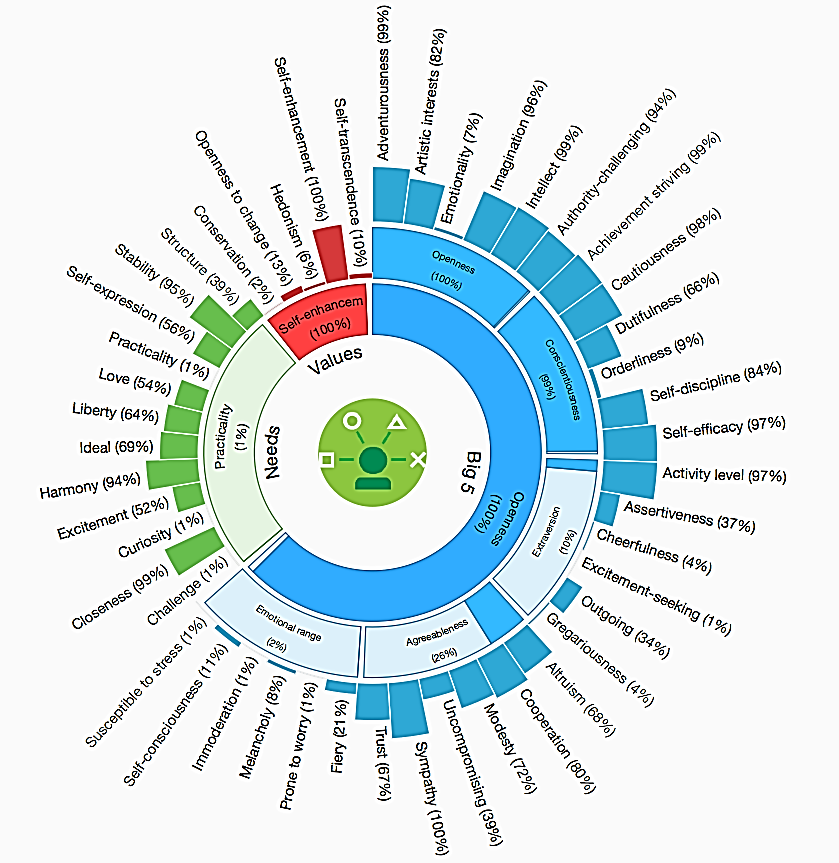 Adventurousness (99%)
Artistic interests (82%)
Emotionality (7%)
Imagination (96%)
Intellect (99%)
Authority-challenging (94%)
Achievement striving (99%)
Cautiousness (98%)
Dutifulness (66%)
Orderliness (9%)
Self-discipline (84%)
Self-efficacy (97%)
Activity level (97%)
Assertiveness (37%)
Cheerfulness (4%)
Excitement-seeking (1%)
Outgoing (34%)
Gregariousness (4%)
Altruism (68%)
Cooperation (80%)
Modesty (72%)
Uncompromising (39%)
Sympathy (100%)
Trust (67%)
Fiery (21%)
Prone to worry (1%)
Melancholy (8%)
Immoderation (1%)
Self-consciousness (11%)
Susceptible to stress (1%)
Challenge (1%)
Closeness (99%)
Curiosity (1%)
Excitement (52%)
Harmony (94%)
Ideal (69%)
Liberty (64%)
Love (54%)
Practicality (1%)
Self-expression (56%)
Stability (95%)
Structure (39%)
Conservation (2%)
Openness to change (13%)
Hedonism (6%)
Self-enhancement (100%)
Self-transcendence (10%)
Openness
(100%)
Conscientiousness
(99%)
Extraversion
(10%)
Agreeableness
(26%)
Emotional range
(2%)
Practicality
(1%)
Self-enhancem
(100%)
Openness
(100%)
Values
Needs
Big 5